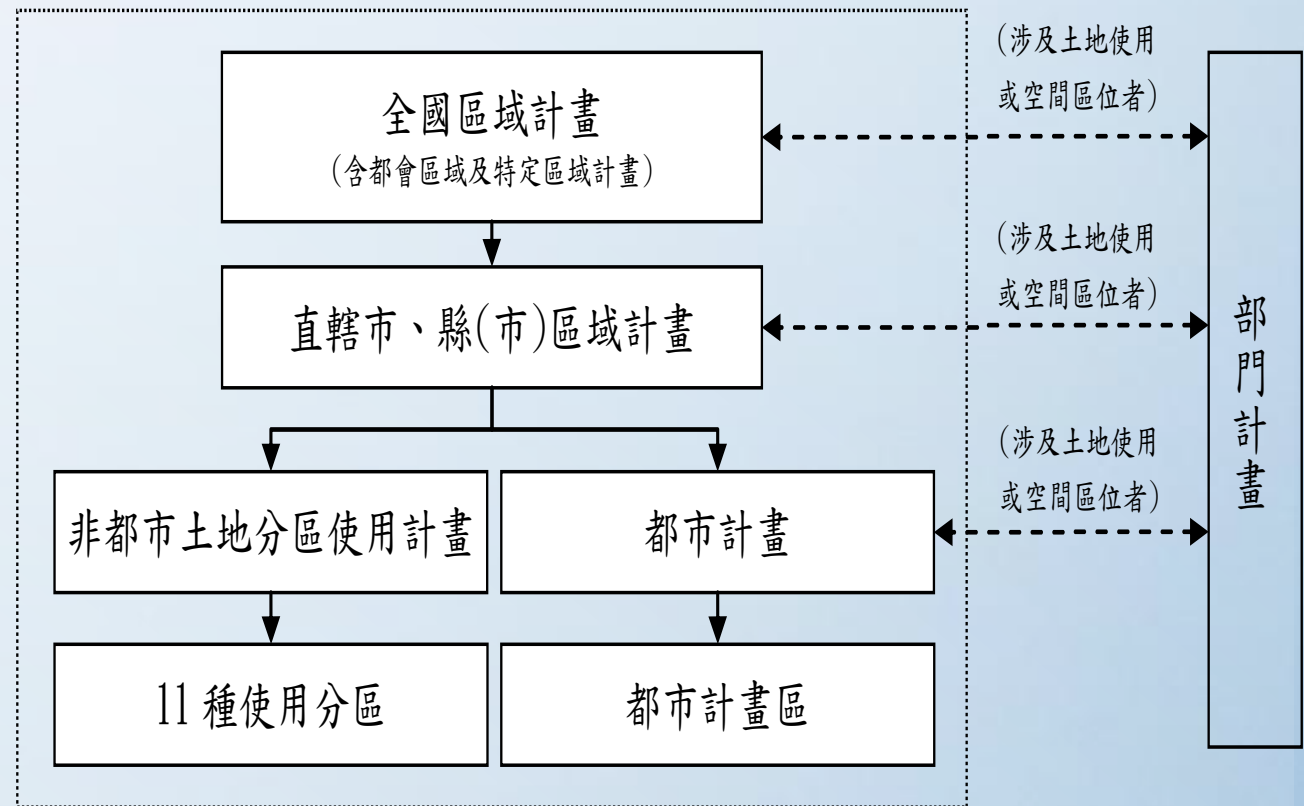 全國區域計畫
(含都會區域及特定區域計畫)
直轄市、縣(市)區域計畫
非都市土地分區使用計畫
都市計畫
11 種使用分區
都市計畫區
(涉及土地使用
或空間區位者)
(涉及土地使用
或空間區位者)
(涉及土地使用
或空間區位者)
部門計畫